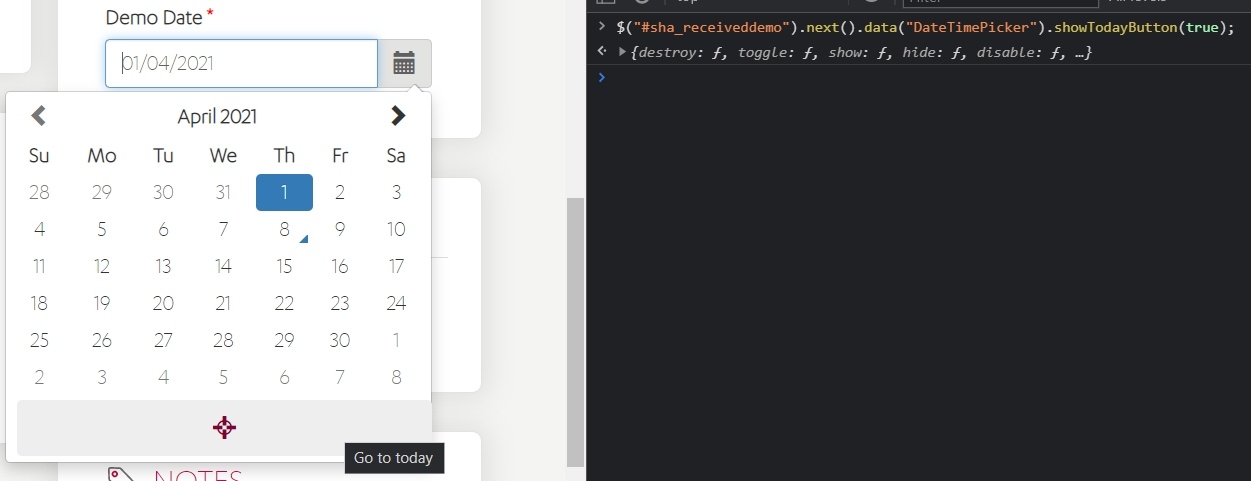 Demo Date *
01/04/2021
April 2021
Su Mo Tu We Th Fr Sa
28 29 30 31 1 2 3
4 5 6 7 8 9 10
11 12 13 14 15 16 17
18 19 20 21 22 23 24
25 26 27 28 29 30 1
2 3 4 5 6 7 8
Go to today
NOTES
$("#sha_receiveddemo").next().data("DateTimePicker").showTodayButton(true);
{destroy: ƒ, toggle: ƒ, show: ƒ, hide: ƒ, disable: ƒ, …}